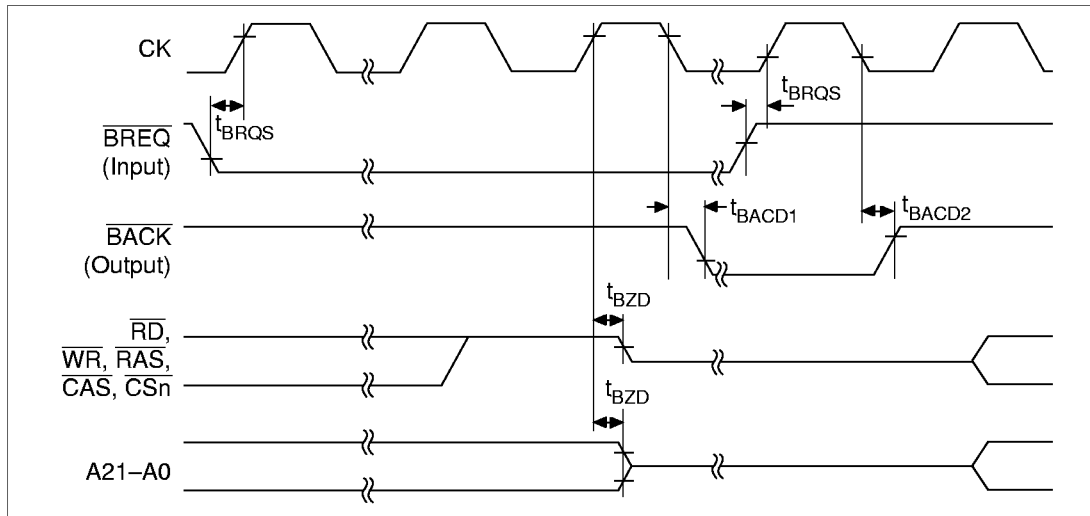 CK
tBRQS
tBRQS
BREQ
(Input)
tBACD1
tBACD2
BACK
(Output)
tBZD
RD,
WR, RAS,
CAS, CSn
tBZD
A21–A0